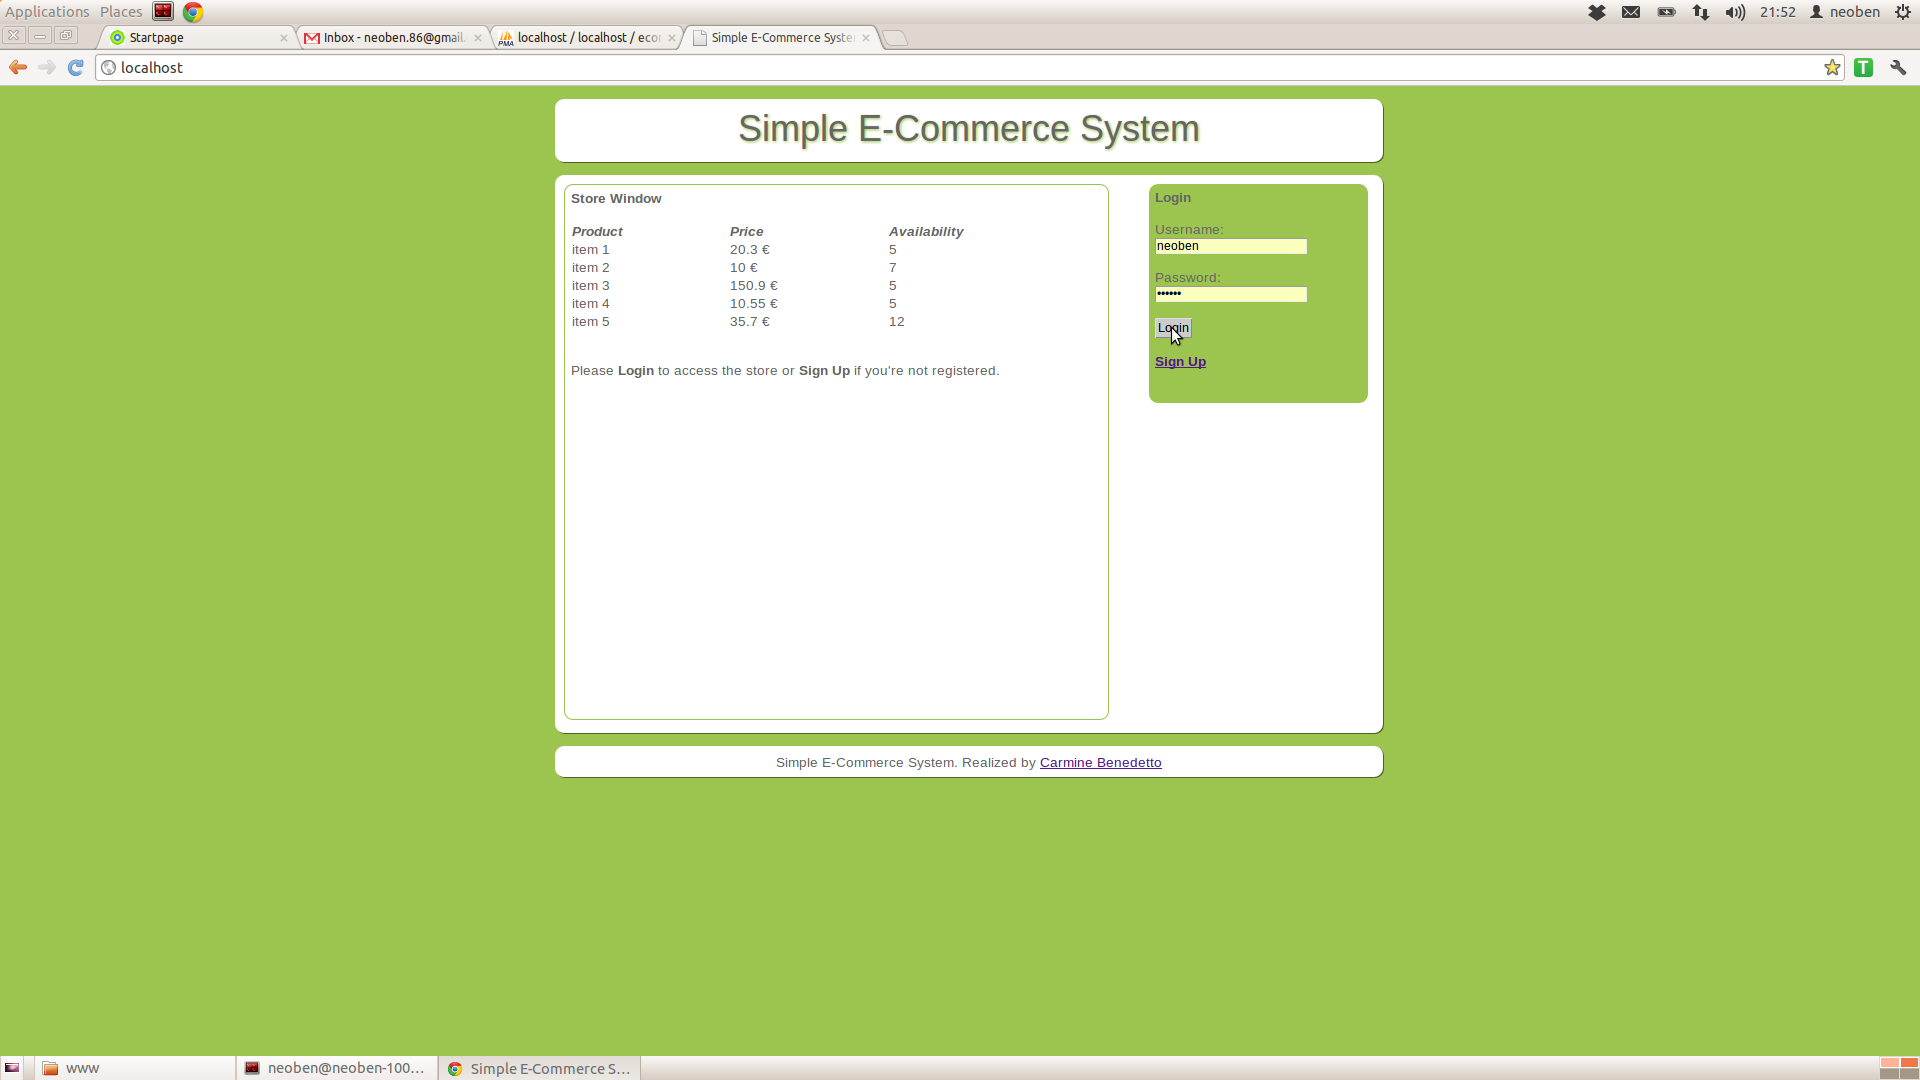 Applications Places 21:52 neoben
Startpage Inbox - neoben.86@gmail. localhost / localhost / eco Simple E-Commerce Syste
localhost T
Simple E-Commerce System
Store Window
Product Price Availability
item 1 20.3 € 5
item 2 10 € 7
item 3 150.9 € 5
item 4 10.55 € 5
item 5 35.7 € 12
Please Login to access the store or Sign Up if you're not registered.
Login
Username:
neoben
Password:
••••••
Login
Sign Up
Simple E-Commerce System. Realized by Carmine Benedetto
www neoben@neoben-100... Simple E-Commerce S...